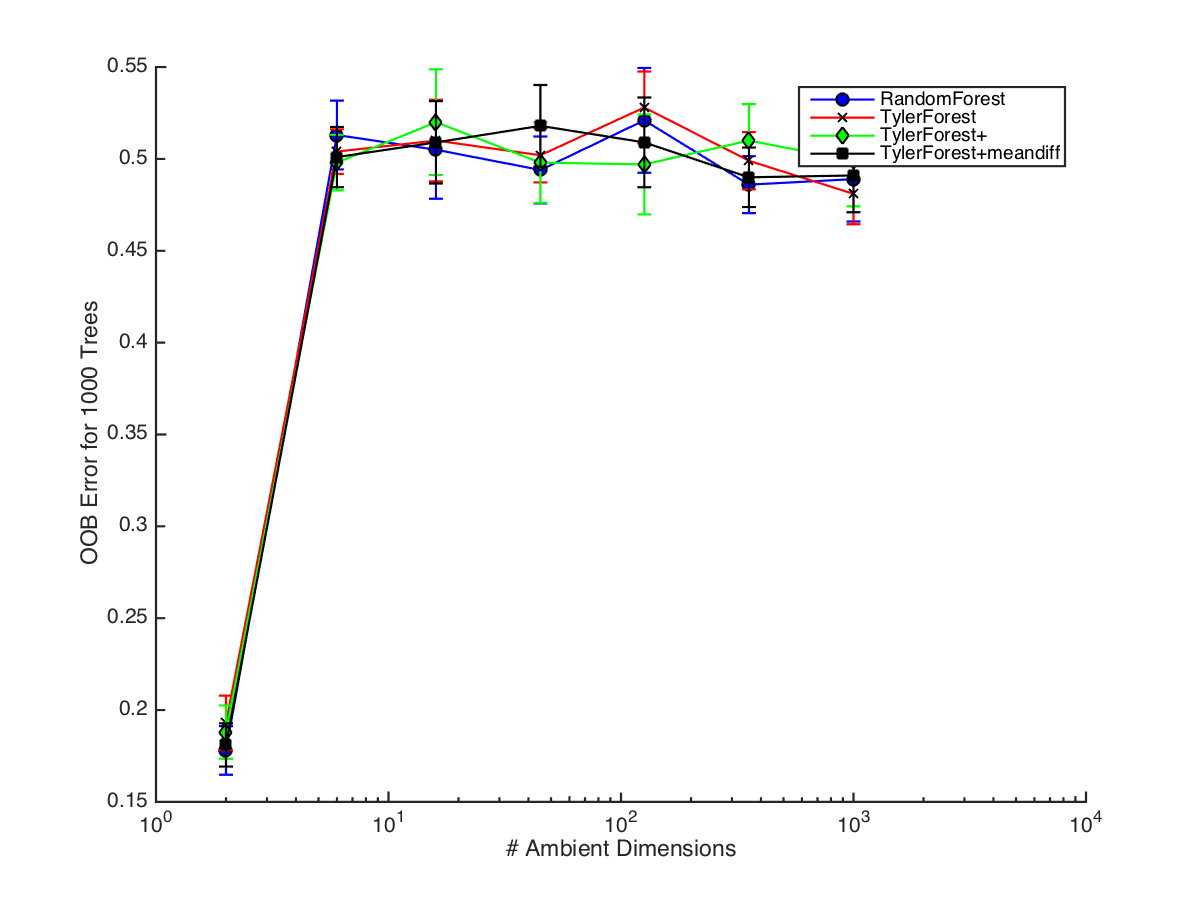 0.55
0.5
0.45
0.4
0.35
0.3
0.25
0.2
0.15
OOB Error for 1000 Trees
10^0
10^1
10^2
10^3
10^4
# Ambient Dimensions
RandomForest
TylerForest
TylerForest+
TylerForest+meandiff